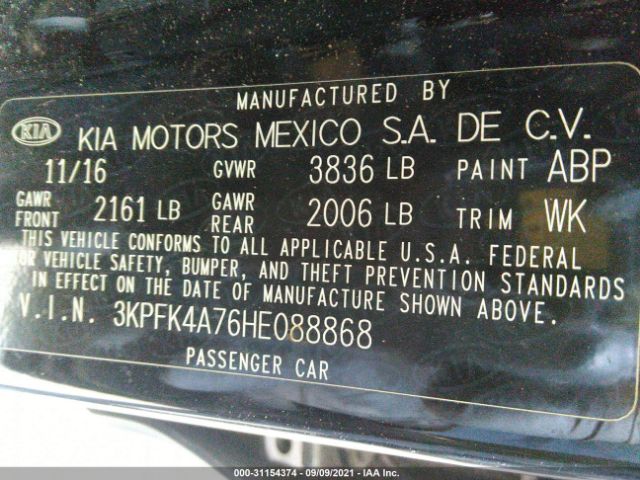 MANUFACTURED BY
KIA KIA MOTORS MEXICO S.A. DE C.V.
11/16 GVWR 3836 LB PAINT ABP
GAWR FRONT 2161 LB GAWR REAR 2006 LB TRIM WK
THIS VEHICLE CONFORMS TO ALL APPLICABLE U.S.A. FEDERAL
OR VEHICLE SAFETY, BUMPER, AND THEFT PREVENTION STANDARDS
IN EFFECT ON THE DATE OF MANUFACTURE SHOWN ABOVE.
V.I.N. 3KPFK4A76HE088868
PASSENGER CAR
000-31154374 | 09/09/2021 | IAA Inc.